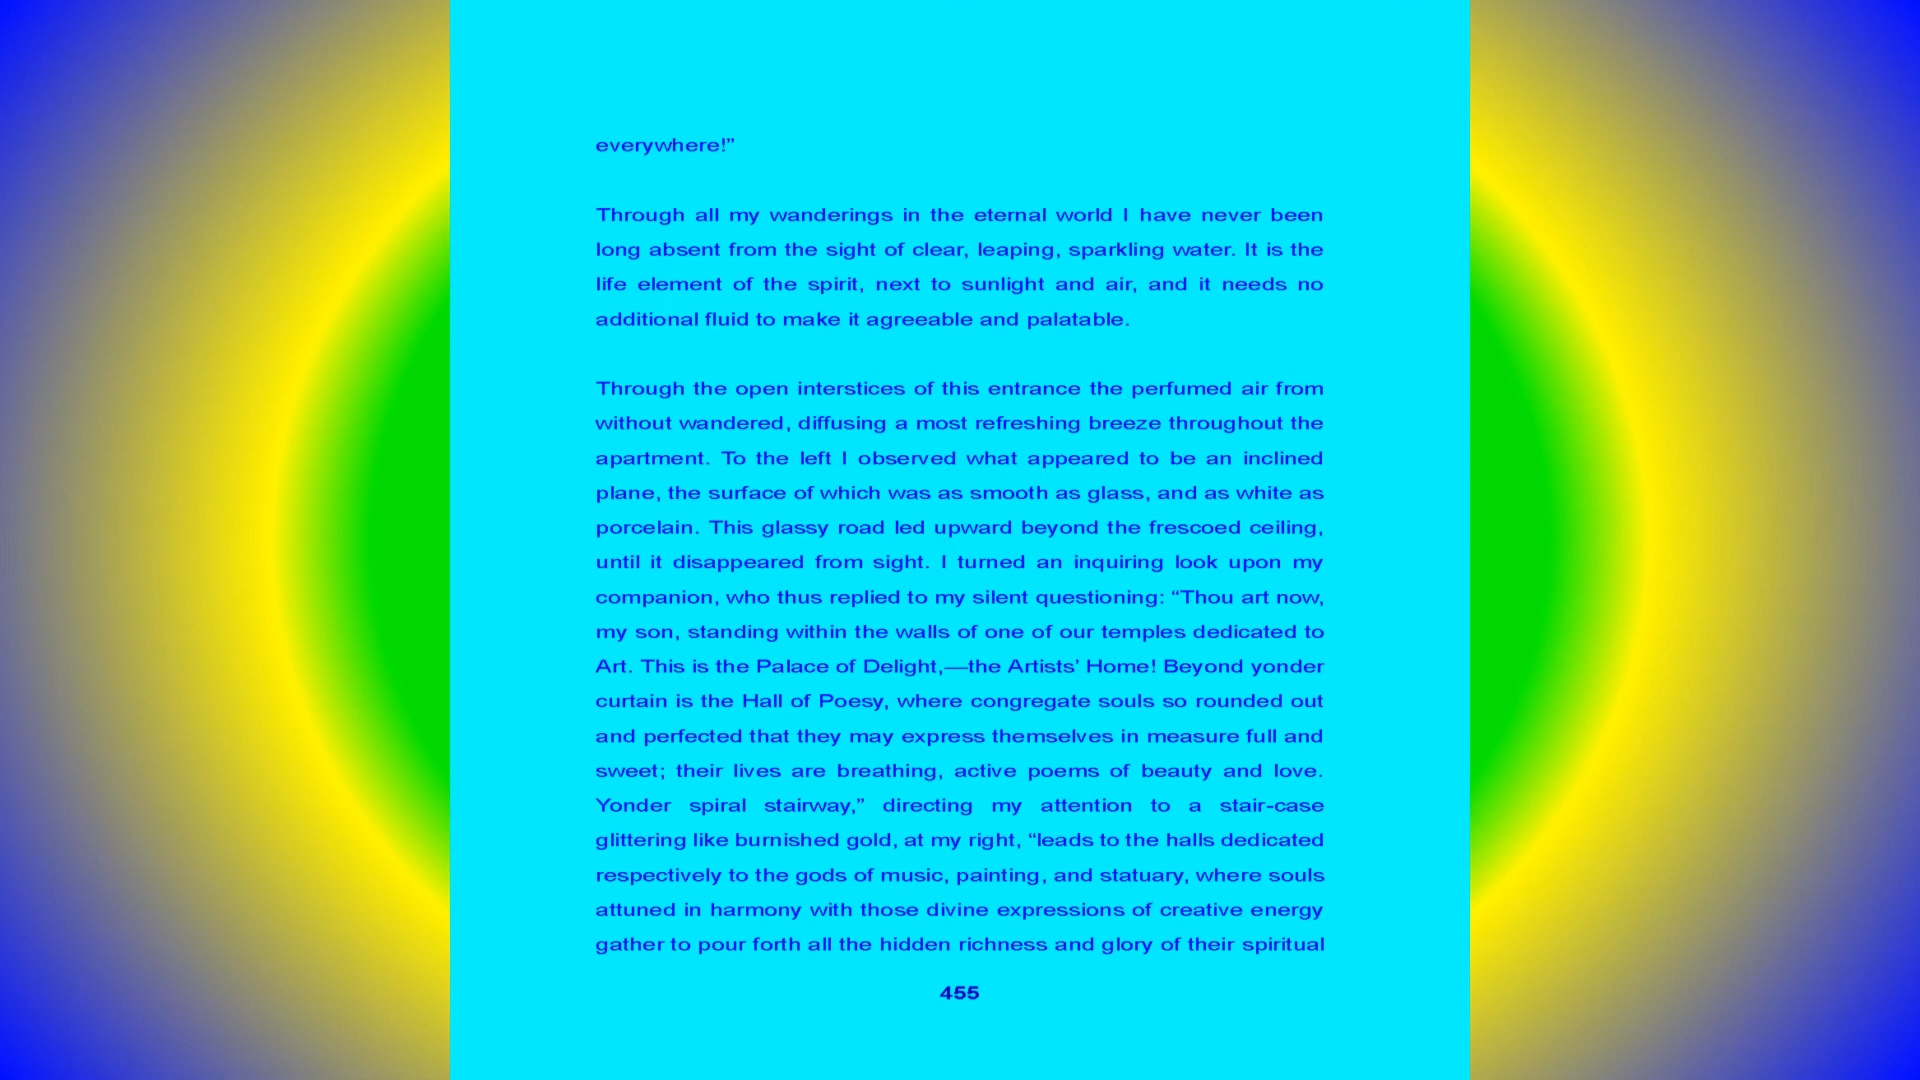 everywhere!”
Through all my wanderings in the eternal world I have never been
long absent from the sight of clear, leaping, sparkling water. It is the
life element of the spirit, next to sunlight and air, and it needs no
additional fluid to make it agreeable and palatable.
Through the open interstices of this entrance the perfumed air from
without wandered, diffusing a most refreshing breeze throughout the
apartment. To the left I observed what appeared to be an inclined
plane, the surface of which was as smooth as glass, and as white as
porcelain. This glassy road led upward beyond the frescoed ceiling,
until it disappeared from sight. I turned an inquiring look upon my
companion, who thus replied to my silent questioning: “Thou art now,
my son, standing within the walls of one of our temples dedicated to
Art. This is the Palace of Delight,—the Artists’ Home! Beyond yonder
curtain is the Hall of Poesy, where congregate souls so rounded out
and perfected that they may express themselves in measure full and
sweet; their lives are breathing, active poems of beauty and love.
Yonder spiral stairway,” directing my attention to a stair-case
glittering like burnished gold, at my right, “leads to the halls dedicated
respectively to the gods of music, painting, and statuary, where souls
attuned in harmony with those divine expressions of creative energy
gather to pour forth all the hidden richness and glory of their spiritual
455